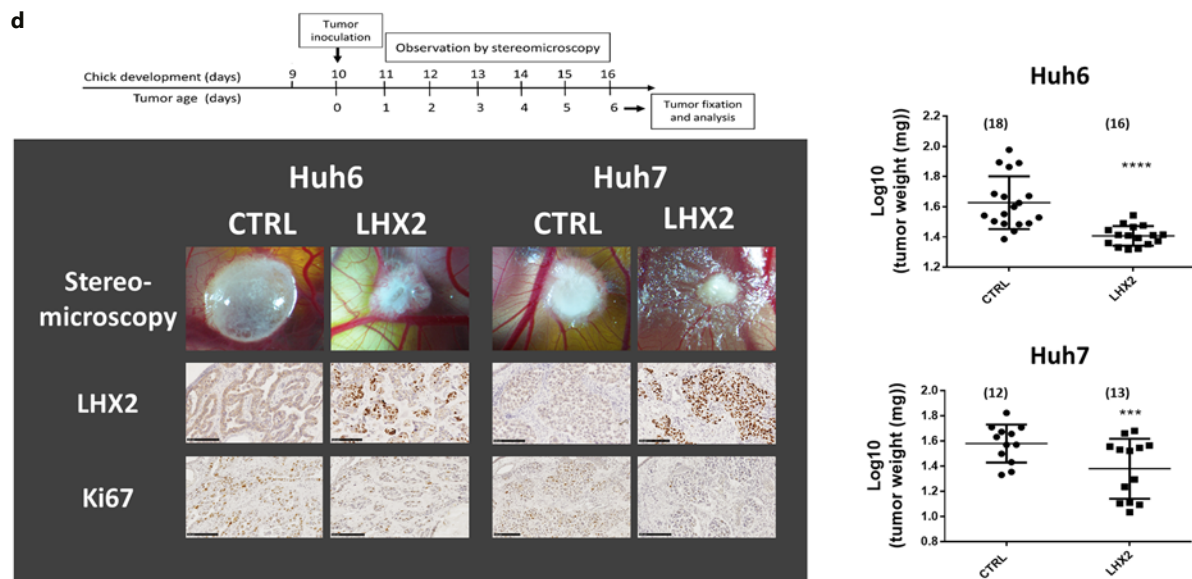 d
Tumor
inoculation
Observation by stereomicroscopy
Chick development (days) 9 10 11 12 13 14 15 16
Tumor age (days) 0 1 2 3 4 5 6
Tumor fixation
and analysis
Huh6 Huh7
CTRL LHX2 CTRL LHX2
Stereo-
microscopy
LHX2
Ki67
Huh6
Log10
(tumor weight (mg))
2.2
2.0
1.8
1.6
1.4
1.2
(18) (16)
****
CTRL LHX2
Huh7
Log10
(tumor weight (mg))
2.0
1.8
1.6
1.4
1.2
1.0
0.8
(12) (13)
***
CTRL LHX2